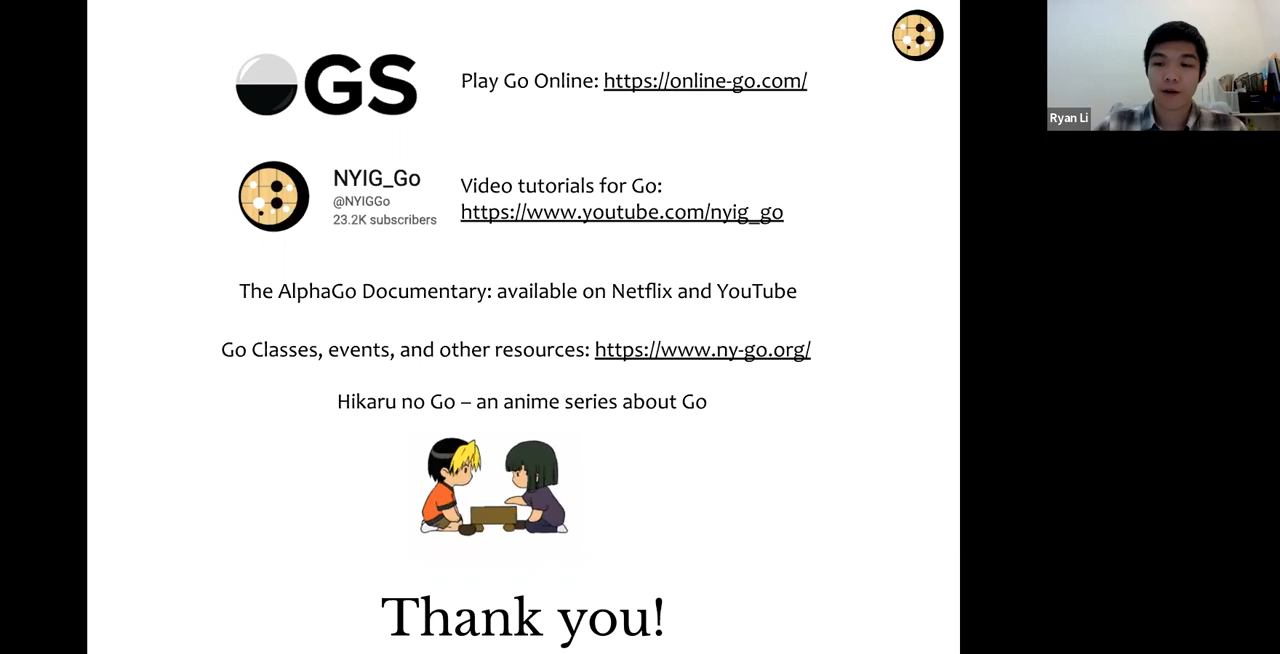 OGS
Play Go Online: https://online-go.com/
NYIG_Go
@NYIGGo
23.2K subscribers
Video tutorials for Go:
https://www.youtube.com/nyig_go
The AlphaGo Documentary: available on Netflix and YouTube
Go Classes, events, and other resources: https://www.ny-go.org/
Hikaru no Go – an anime series about Go
Thank you!
Ryan Li